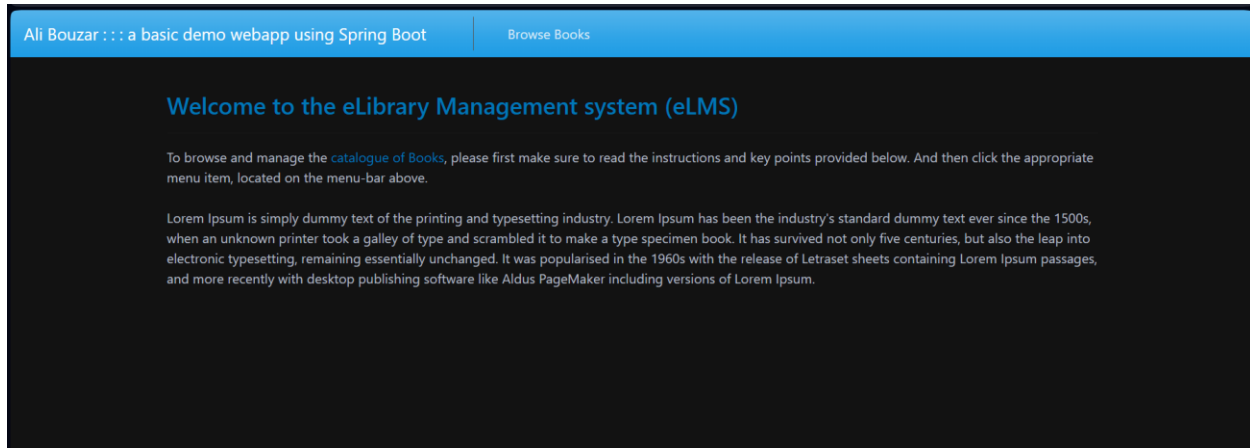 Ali Bouzar : : : a basic demo webapp using Spring Boot
Browse Books
Welcome to the eLibrary Management system (eLMS)
To browse and manage the catalogue of Books, please first make sure to read the instructions and key points provided below. And then click the appropriate
menu item, located on the menu-bar above.
Lorem Ipsum is simply dummy text of the printing and typesetting industry. Lorem Ipsum has been the industry's standard dummy text ever since the 1500s,
when an unknown printer took a galley of type and scrambled it to make a type specimen book. It has survived not only five centuries, but also the leap into
electronic typesetting, remaining essentially unchanged. It was popularised in the 1960s with the release of Letraset sheets containing Lorem Ipsum passages,
and more recently with desktop publishing software like Aldus PageMaker including versions of Lorem Ipsum.